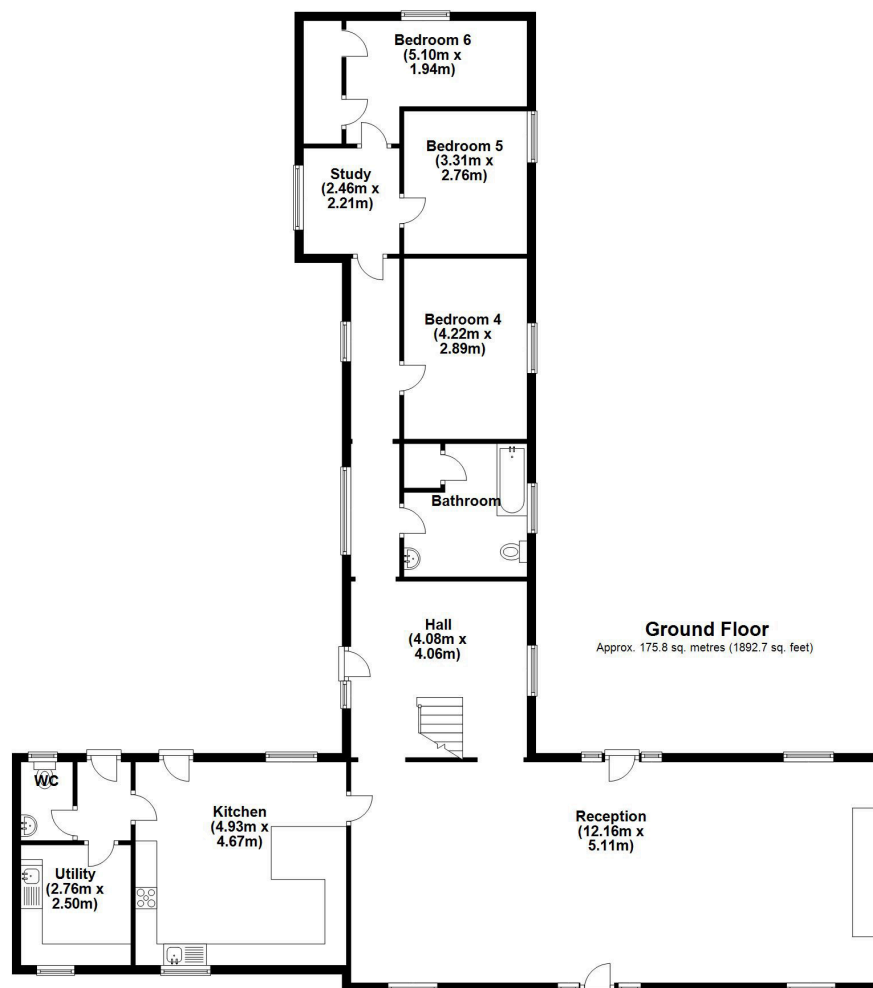 Bedroom 6
(5.10m x
1.94m)
Bedroom 5
(3.31m x
2.76m)
Study
(2.46m x
2.21m)
Bedroom 4
(4.22m x
2.89m)
Bathroom
Hall
(4.08m x
4.06m)
Ground Floor
Approx. 175.8 sq. metres (1892.7 sq. feet)
WC
Kitchen
(4.93m x
4.67m)
Reception
(12.16m x
5.11m)
Utility
(2.76m x
2.50m)